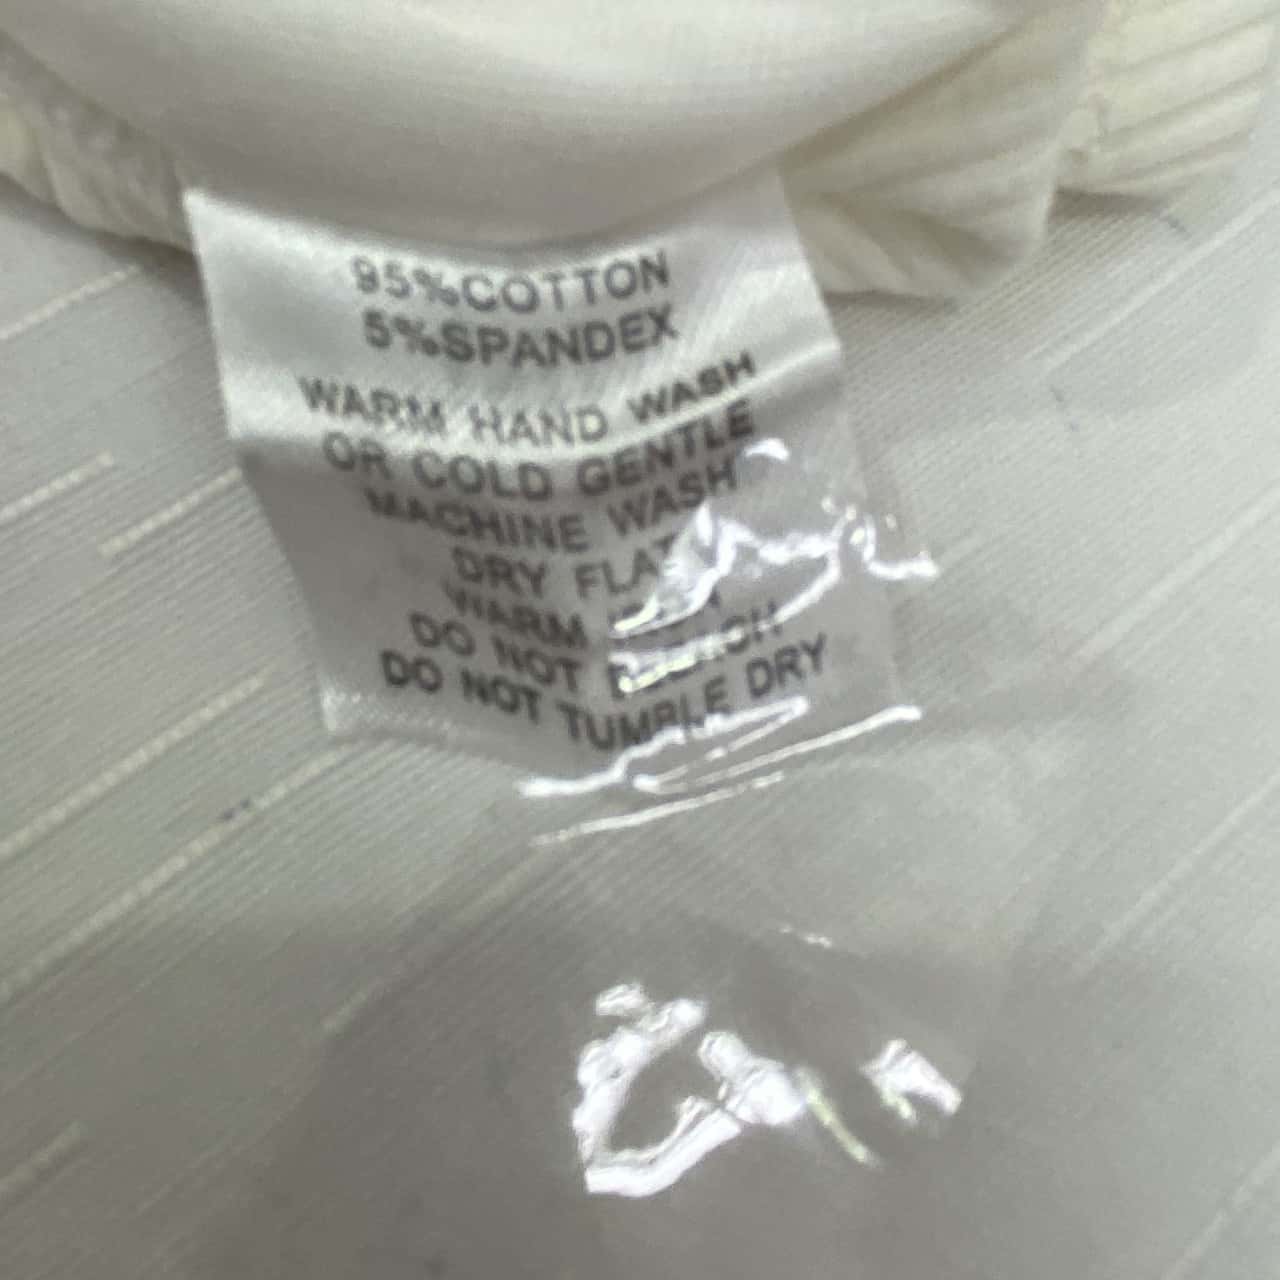 95%COTTON
5%SPANDEX
WARM HAND WASH
OR COLD GENTLE
MACHINE WASH
DRY FLAT
WARM
DO NOT BLEACH
DO NOT TUMBLE DRY